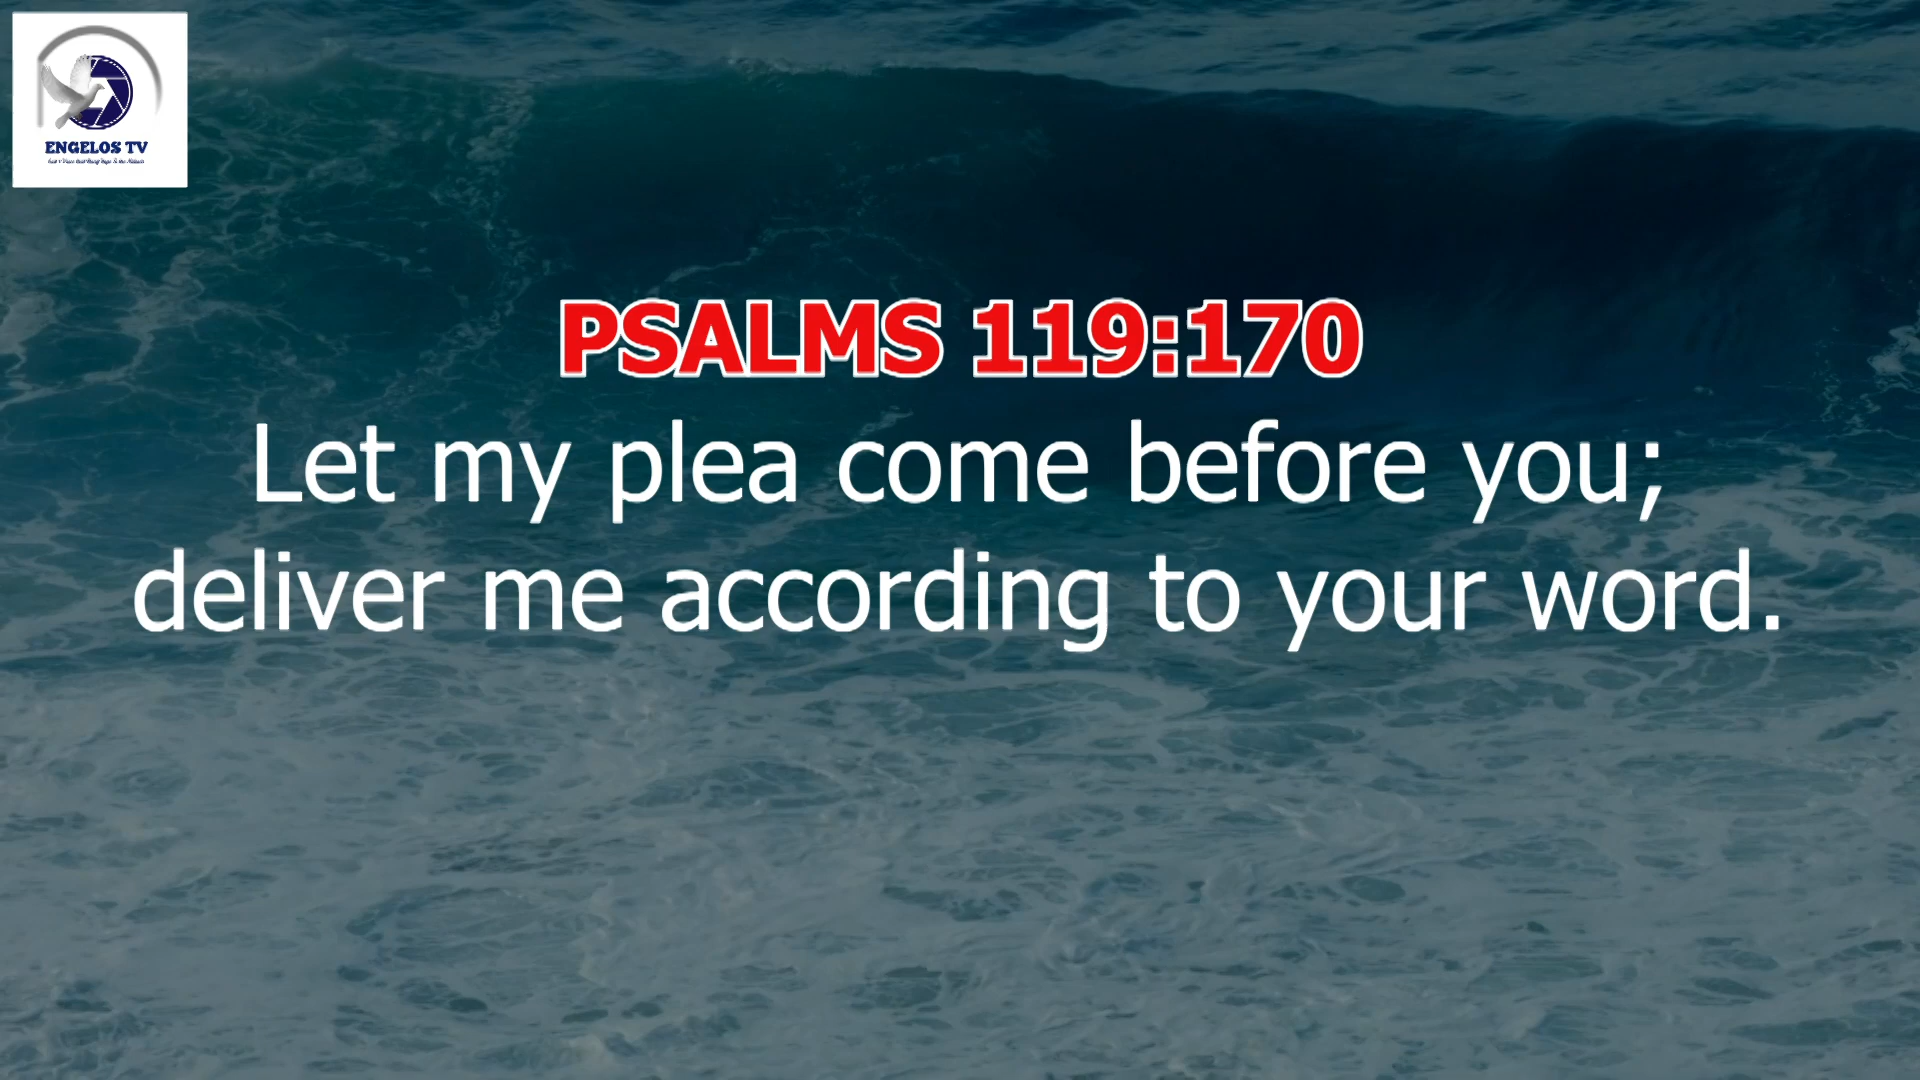 ENGELOS TV
PSALMS 119:170
Let my plea come before you;
deliver me according to your word.